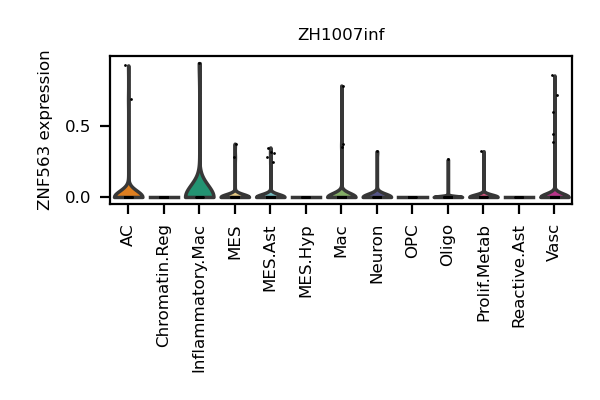 ZH1007inf
ZNF563 expression
0.5
0.0
AC
Chromatin.Reg
Inflammatory.Mac
MES
MES.Ast
MES.Hyp
Mac
Neuron
OPC
Oligo
Prolif.Metab
Reactive.Ast
Vasc